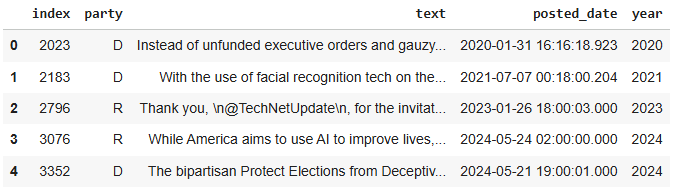 index party text posted_date year
0 2023 D Instead of unfunded executive orders and gauzy... 2020-01-31 16:16:18.923 2020
1 2183 D With the use of facial recognition tech on the... 2021-07-07 00:18:00.204 2021
2 2796 R Thank you, \n@TechNetUpdate\n, for the invitat... 2023-01-26 18:00:03.000 2023
3 3076 R While America aims to use AI to improve lives,... 2024-05-24 02:00:00.000 2024
4 3352 D The bipartisan Protect Elections from Deceptiv... 2024-05-21 19:00:01.000 2024